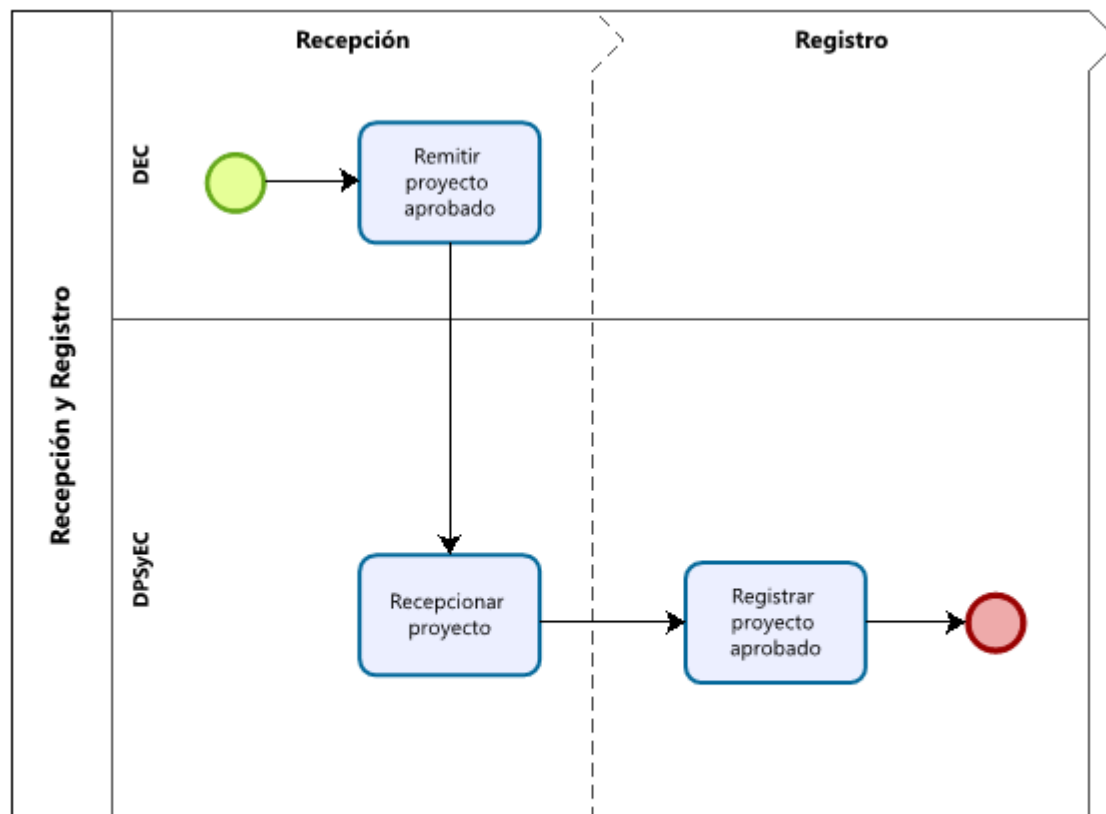 Recepción
Registro
Recepción y Registro
DEC
Remitir
proyecto
aprobado
DPSyEC
Recepcionar
proyecto
Registrar
proyecto
aprobado